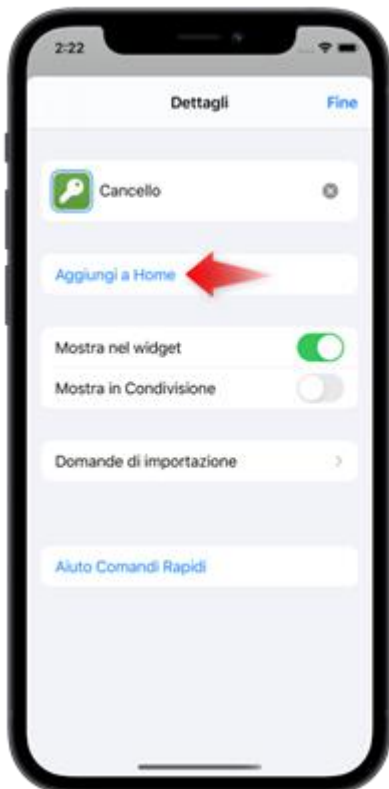 2:22
Dettagli
Fine
Cancello
Aggiungi a Home
Mostra nel widget
Mostra in Condivisione
Domande di importazione
Aiuto Comandi Rapidi